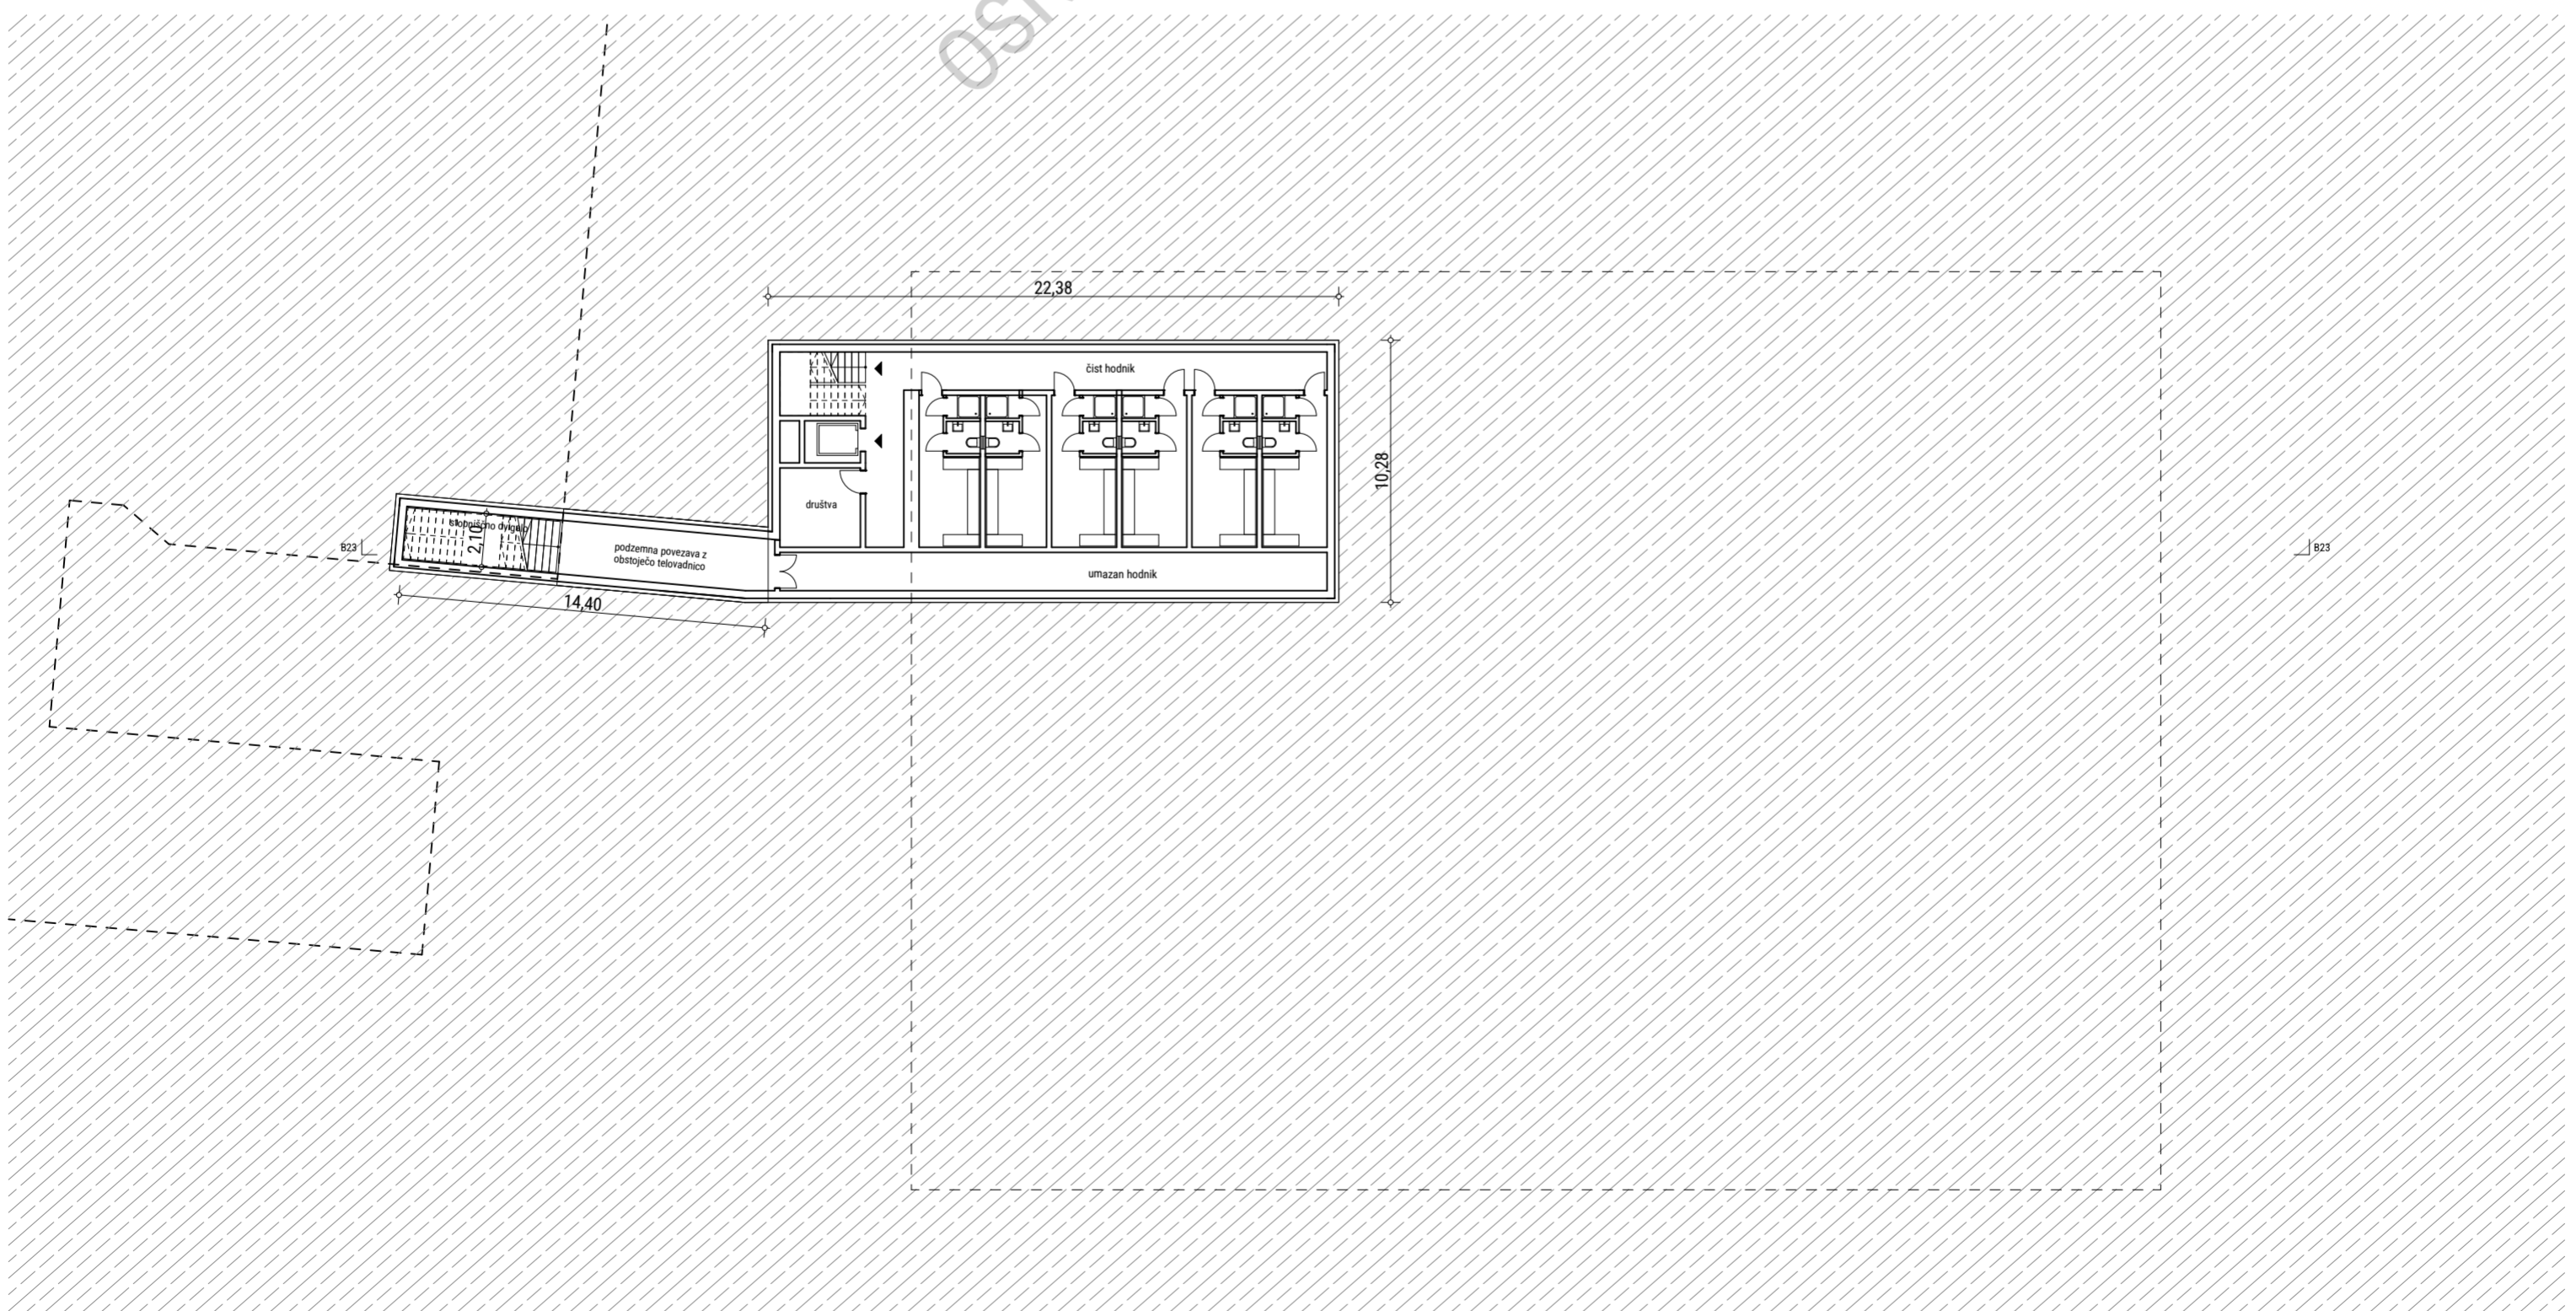 22,38
čist hodnik
10,28
društva
stopniščno dvigalo
2,10
B23
B23
podzemna povezava z
obstoječo telovadnico
umazan hodnik
14,40